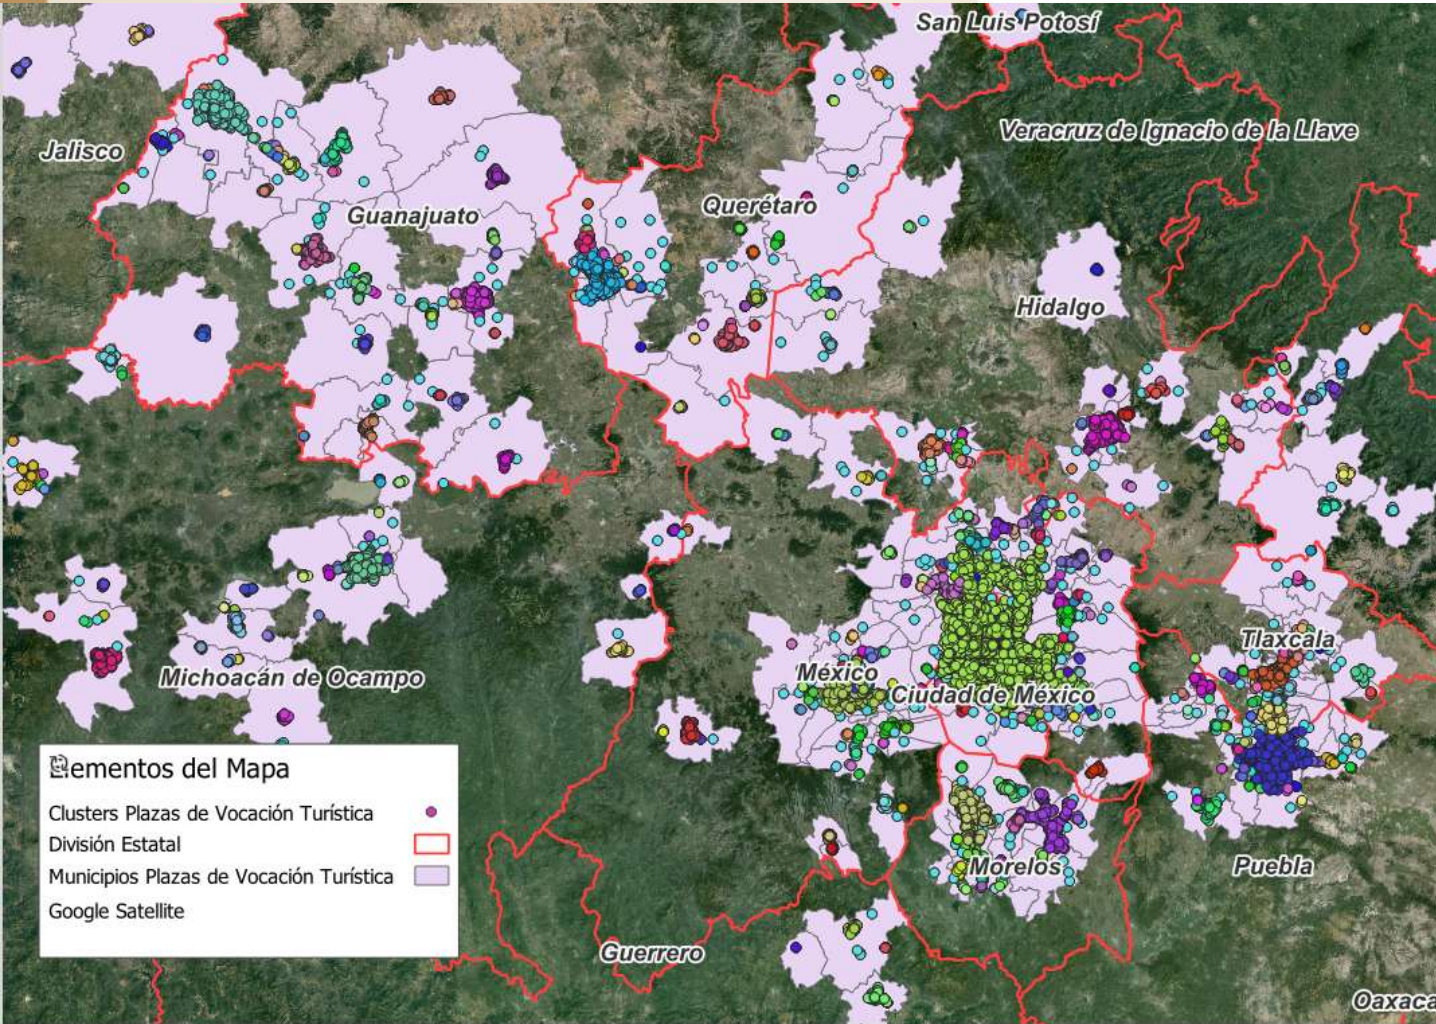 San Luis Potosí
Veracruz de Ignacio de la Llave
Jalisco
Querétaro
Guanajuato
Hidalgo
Tlaxcala
México
Michoacán de Ocampo
Ciudad de México
Elementos del Mapa
Clusters Plazas de Vocación Turística
División Estatal
Morelos
Puebla
Municipios Plazas de Vocación Turística
Google Satellite
Guerrero
Oaxaca